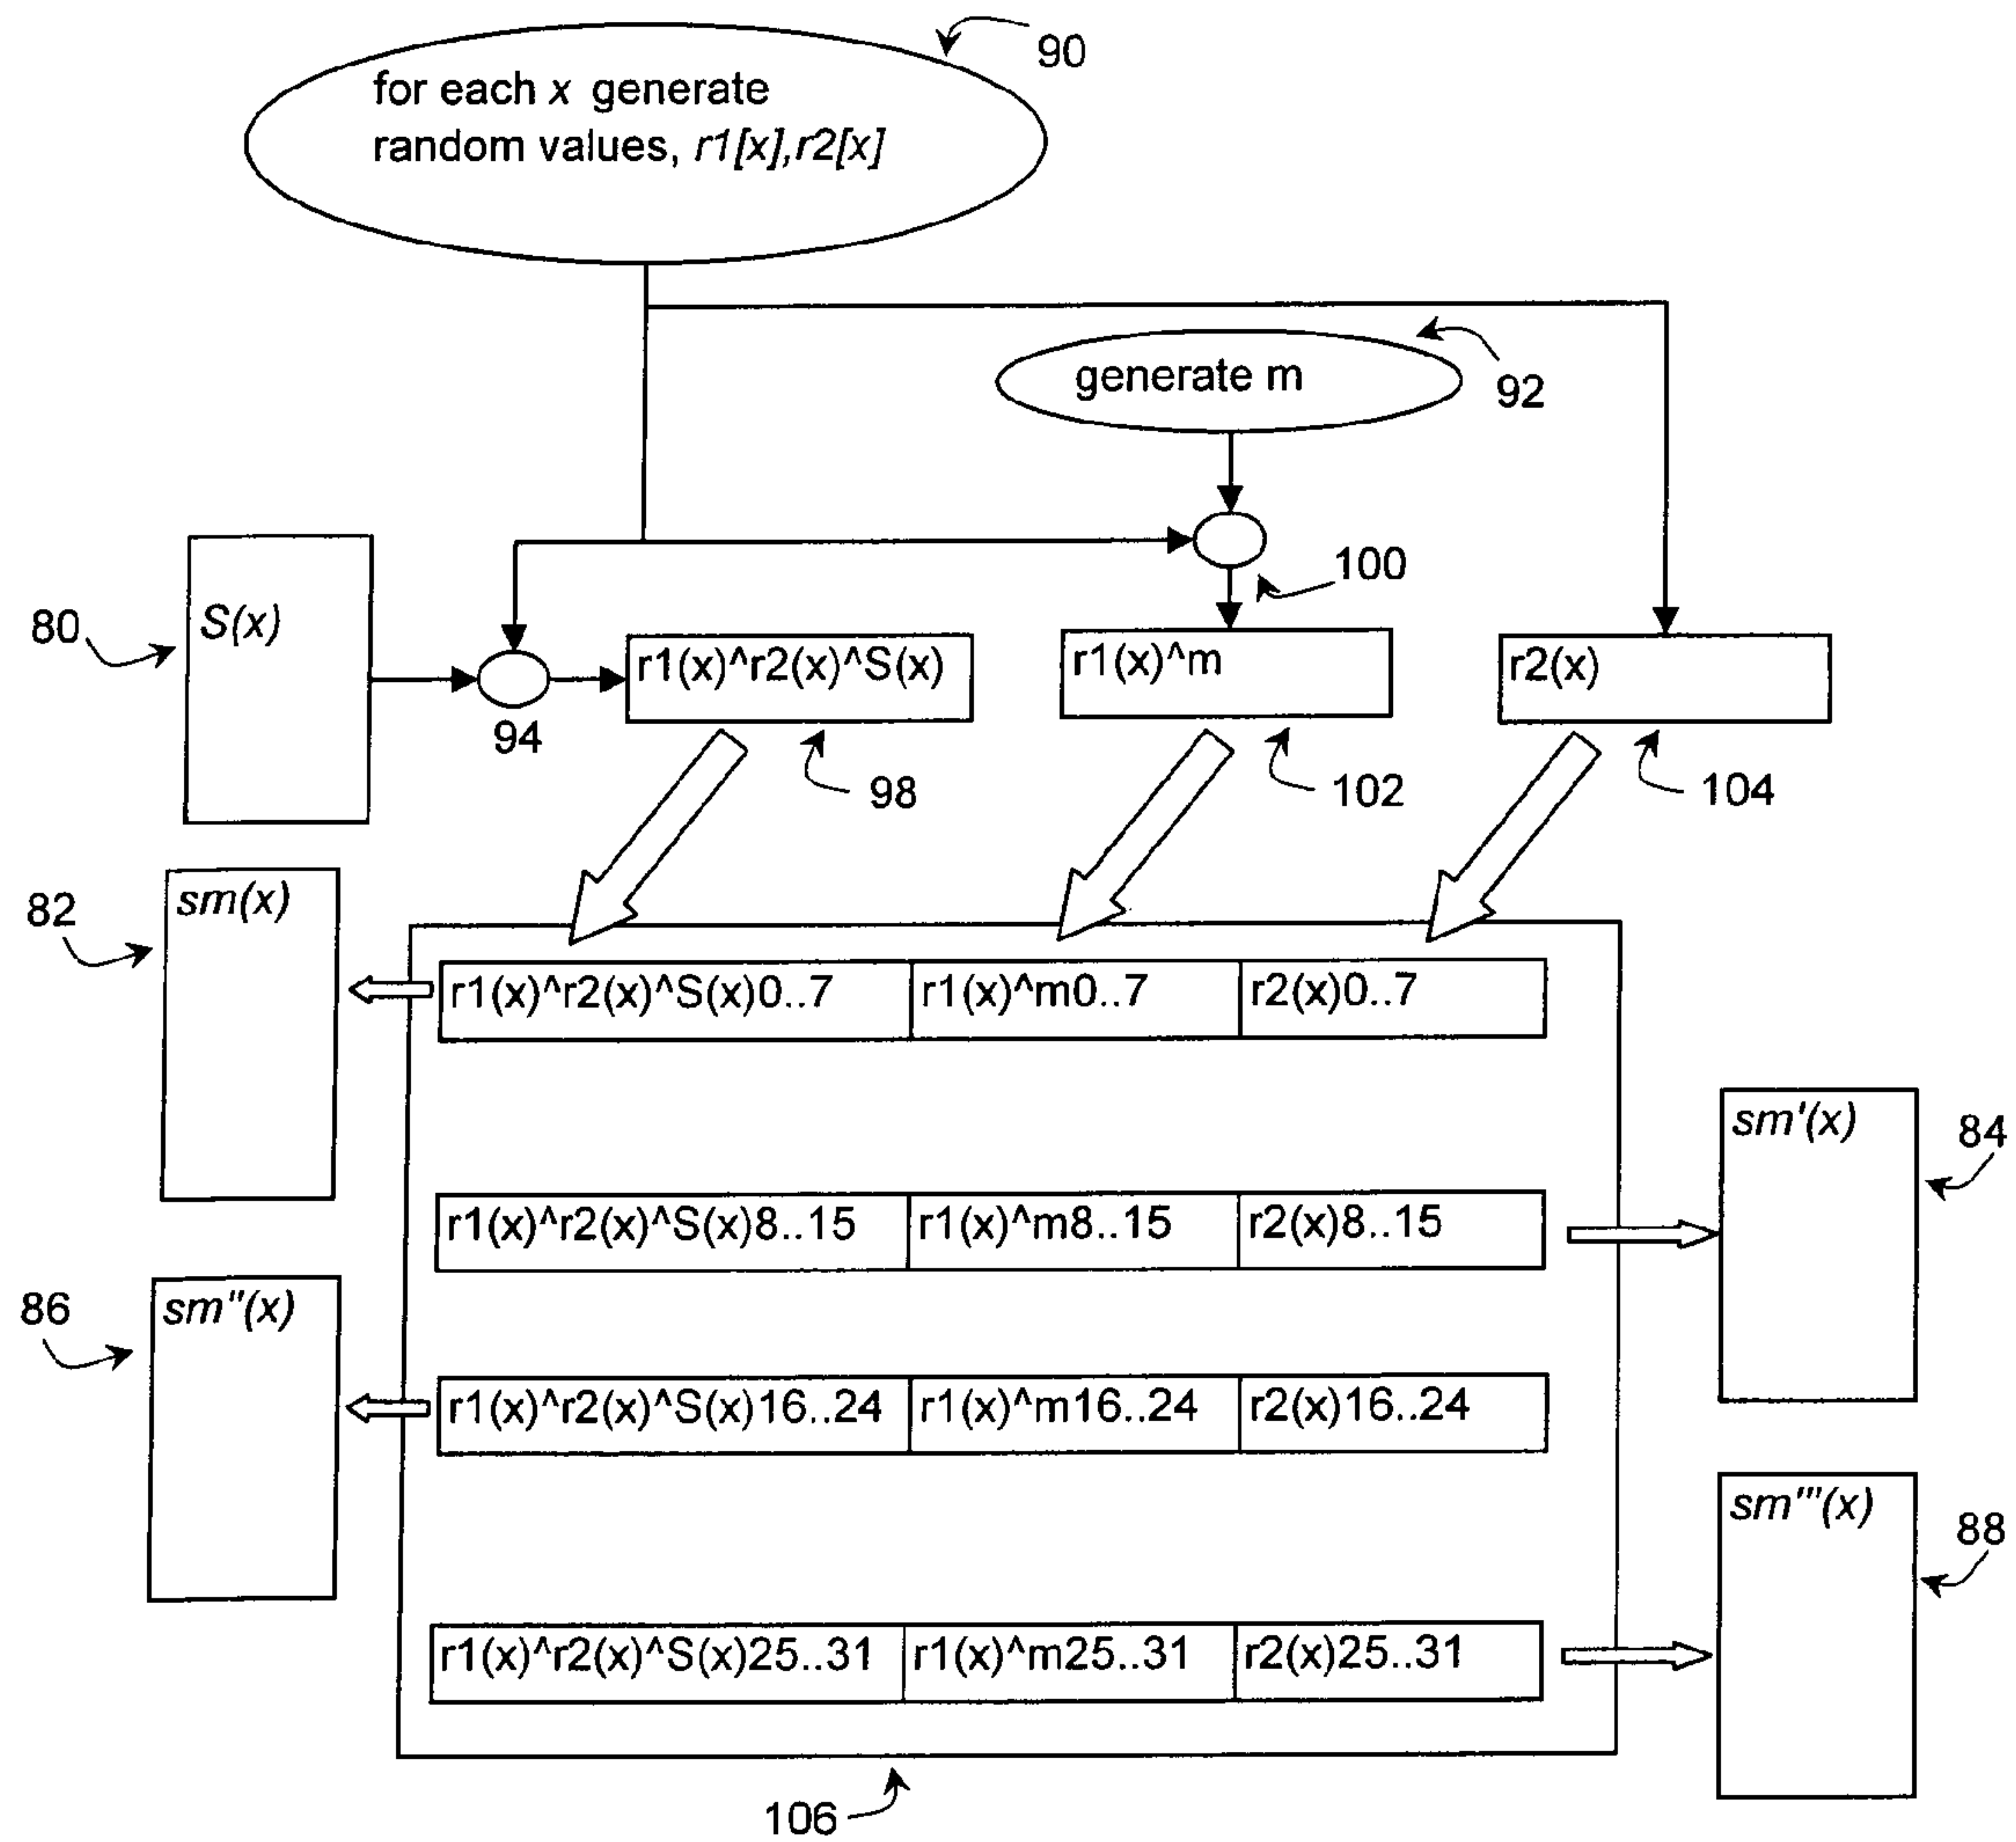 90
for each x generate
random values, r1[x],r2[x]
generate m
92
100
80
S(x)
r1(x)^r2(x)^S(x)
r1(x)^m
r2(x)
94
98
102
104
82
sm(x)
r1(x)^r2(x)^S(x)0..7 r1(x)^m0..7 r2(x)0..7
sm'(x)
84
r1(x)^r2(x)^S(x)8..15 r1(x)^m8..15 r2(x)8..15
86
sm"(x)
r1(x)^r2(x)^S(x)16..24 r1(x)^m16..24 r2(x)16..24
sm'"(x)
88
r1(x)^r2(x)^S(x)25..31 r1(x)^m25..31 r2(x)25..31
106